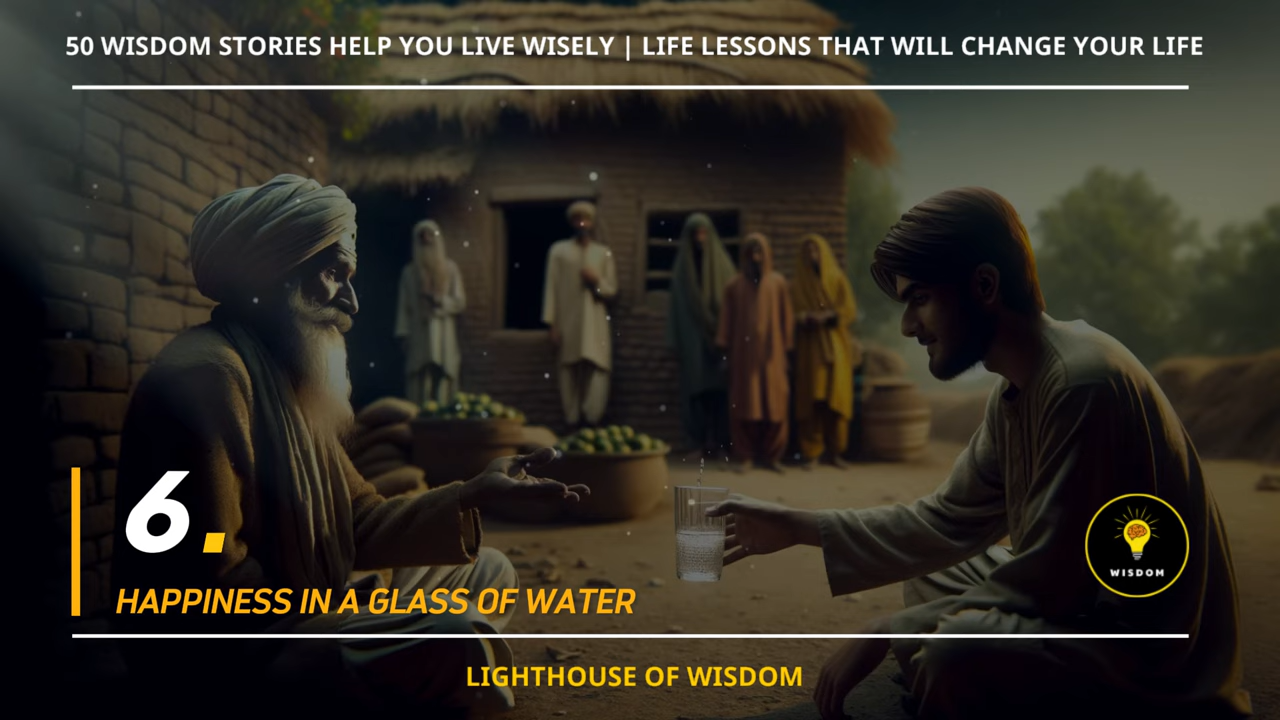 50 WISDOM STORIES HELP YOU LIVE WISELY | LIFE LESSONS THAT WILL CHANGE YOUR LIFE
6.
HAPPINESS IN A GLASS OF WATER
WISDOM
LIGHTHOUSE OF WISDOM